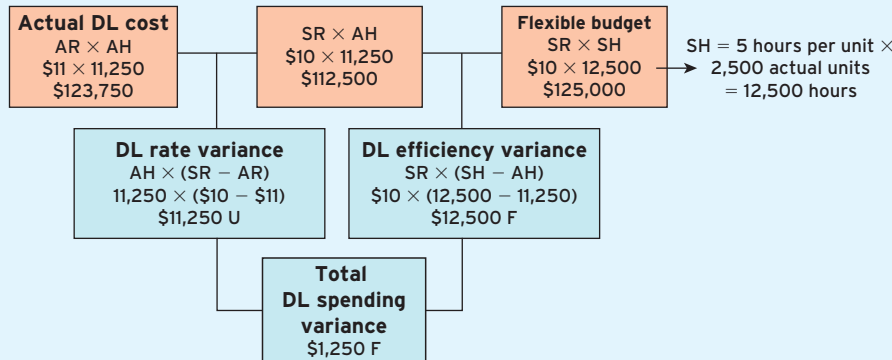 Actual DL cost
AR × AH
$11 × 11,250
$123,750
SR × AH
$10 × 11,250
$112,500
Flexible budget
SR × SH
$10 × 12,500
$125,000
SH = 5 hours per unit ×
2,500 actual units
= 12,500 hours
DL rate variance
AH × (SR − AR)
11,250 × ($10 − $11)
$11,250 U
DL efficiency variance
SR × (SH − AH)
$10 × (12,500 − 11,250)
$12,500 F
Total
DL spending
variance
$1,250 F